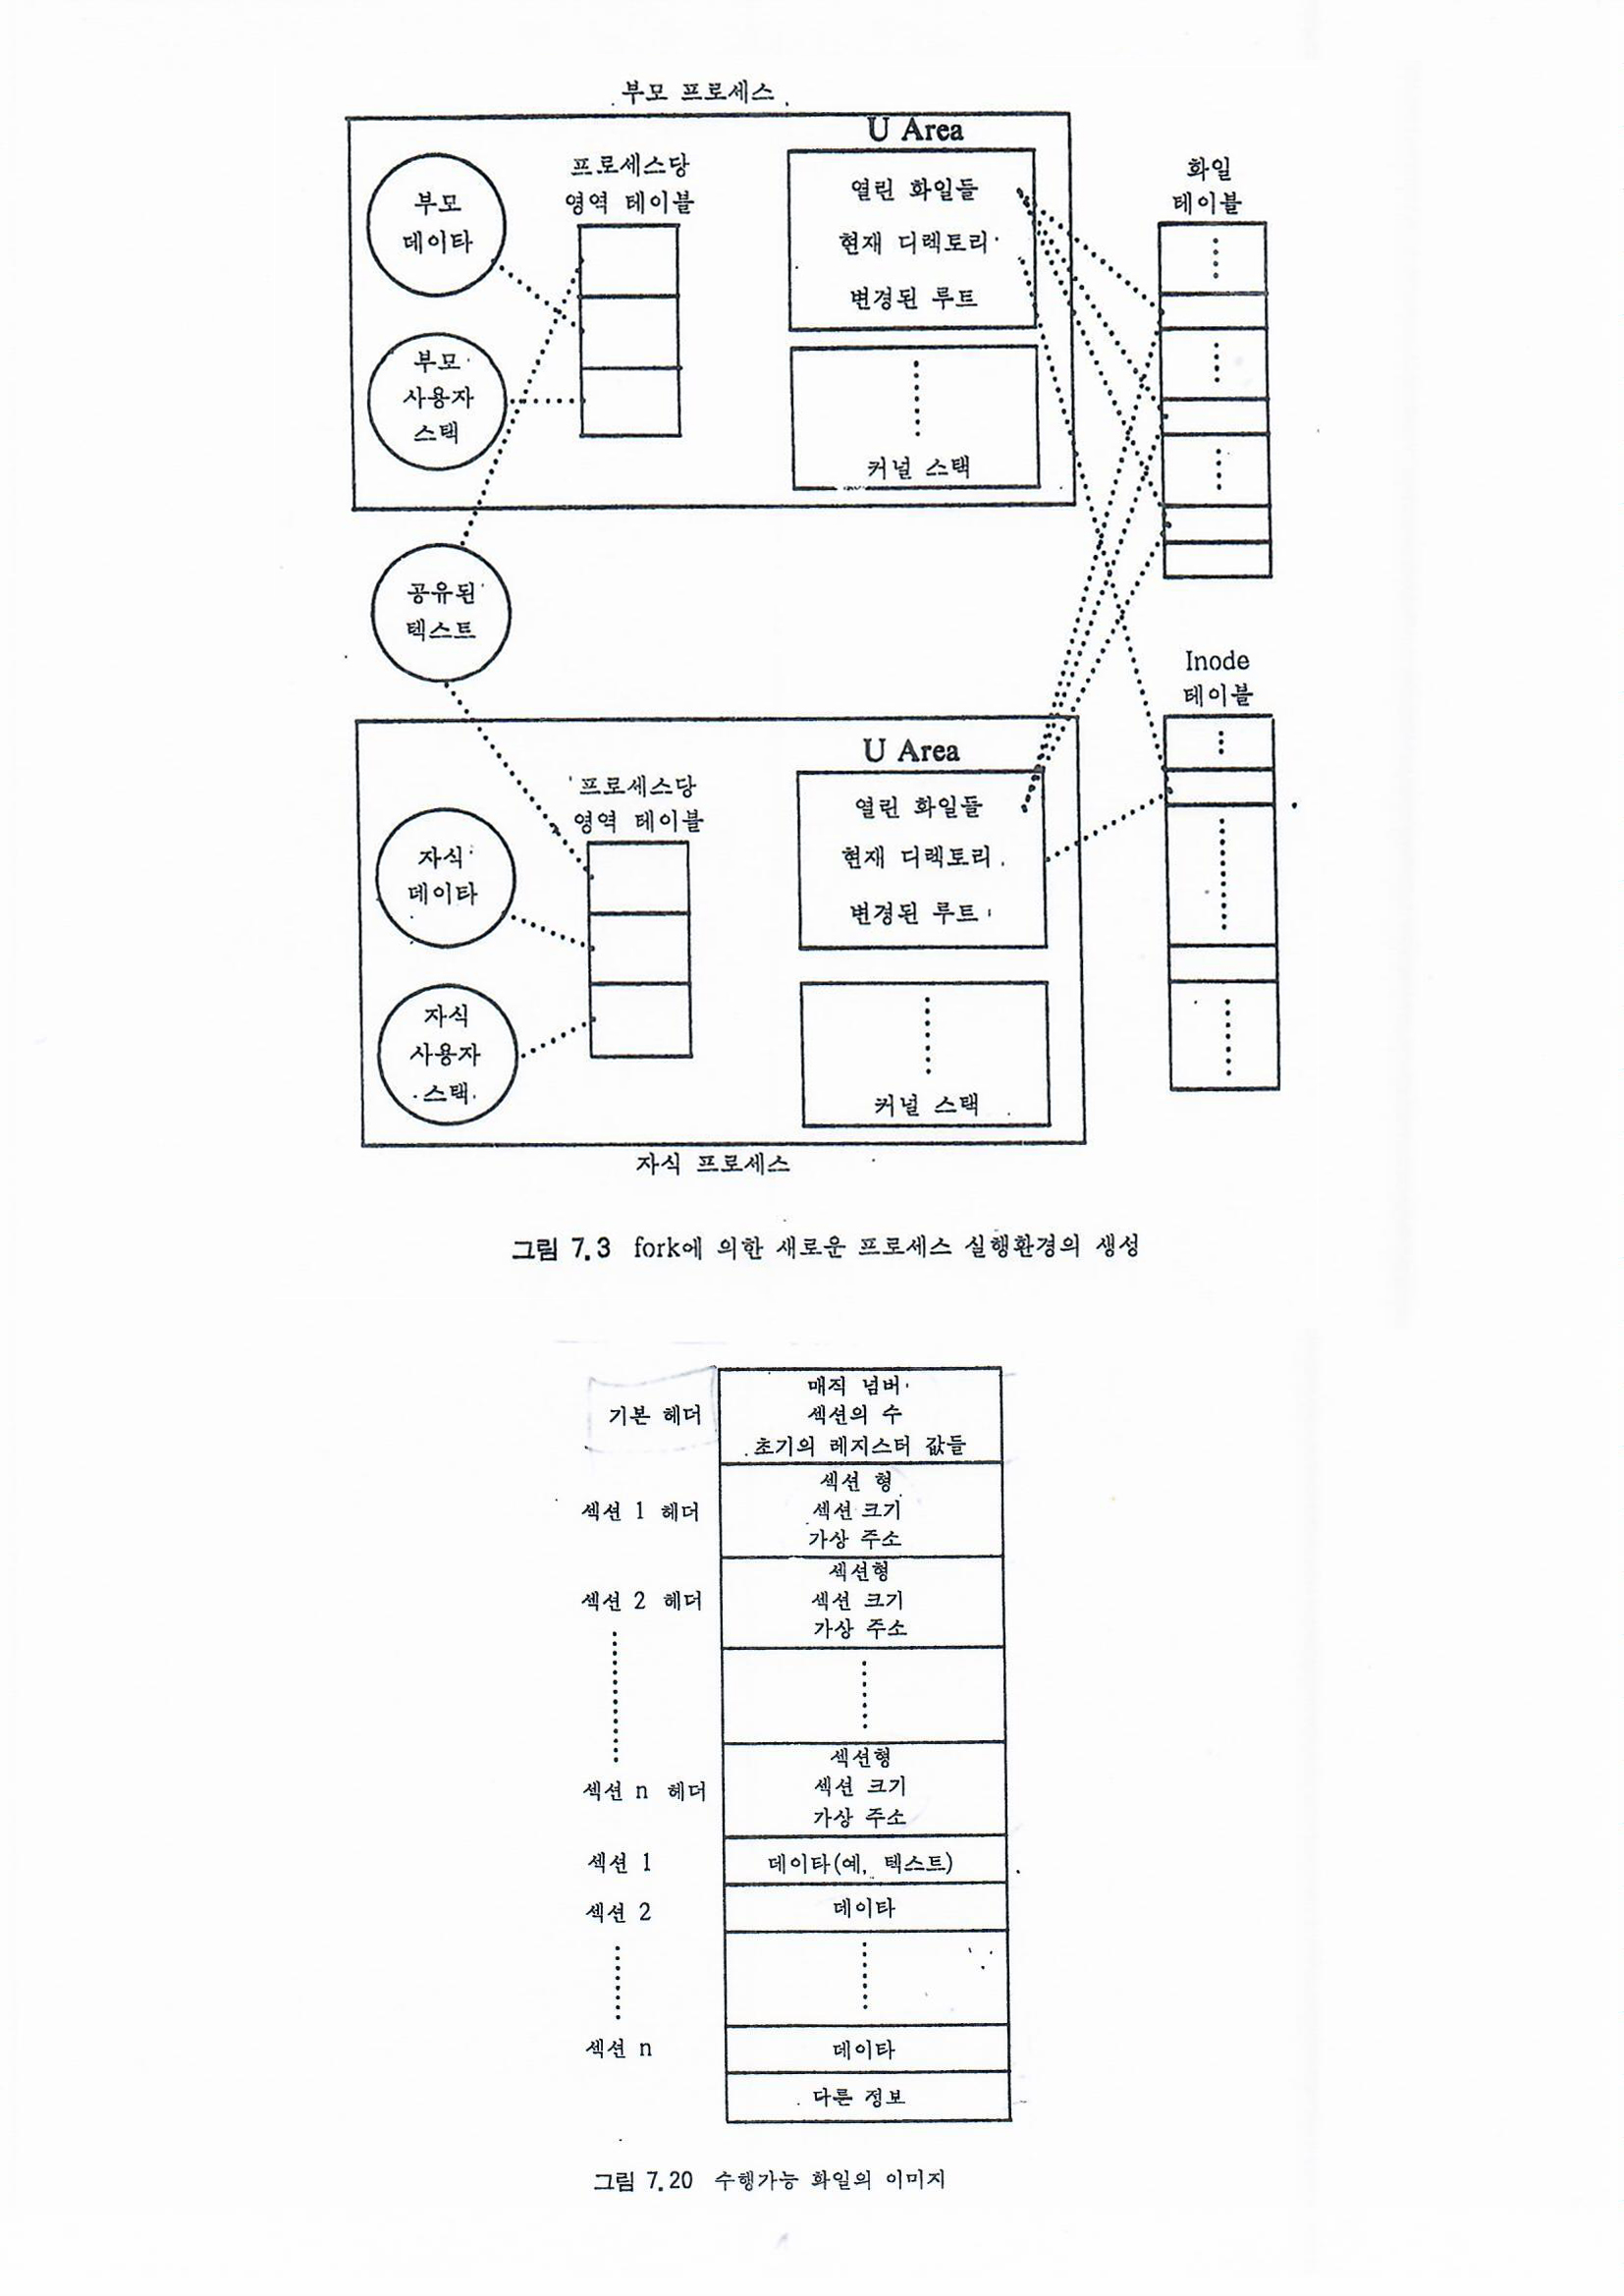 부모 프로세스
U Area
부모
데이타
프로세스당
영역 테이블
열린 화일들
현재 디렉토리
변경된 루트
화일
테이블
부모
사용자
스택
커널 스택
공유된
텍스트
Inode
테이블
U Area
프로세스당
영역 테이블
열린 화일들
현재 디렉토리
변경된 루트
자식
데이타
자식
사용자
스택
커널 스택
자식 프로세스
그림 7.3 fork에 의한 새로운 프로세스 실행환경의 생성
매직 넘버
기본 헤더 섹션의 수
초기의 레지스터 값들
섹션 형
섹션 1 헤더 섹션 크기
가상 주소
섹션형
섹션 2 헤더 섹션 크기
가상 주소
섹션형
섹션 n 헤더 섹션 크기
가상 주소
섹션 1 데이타(예, 텍스트)
섹션 2 데이타
섹션 n 데이타
다른 정보
그림 7.20 수행가능 화일의 이미지